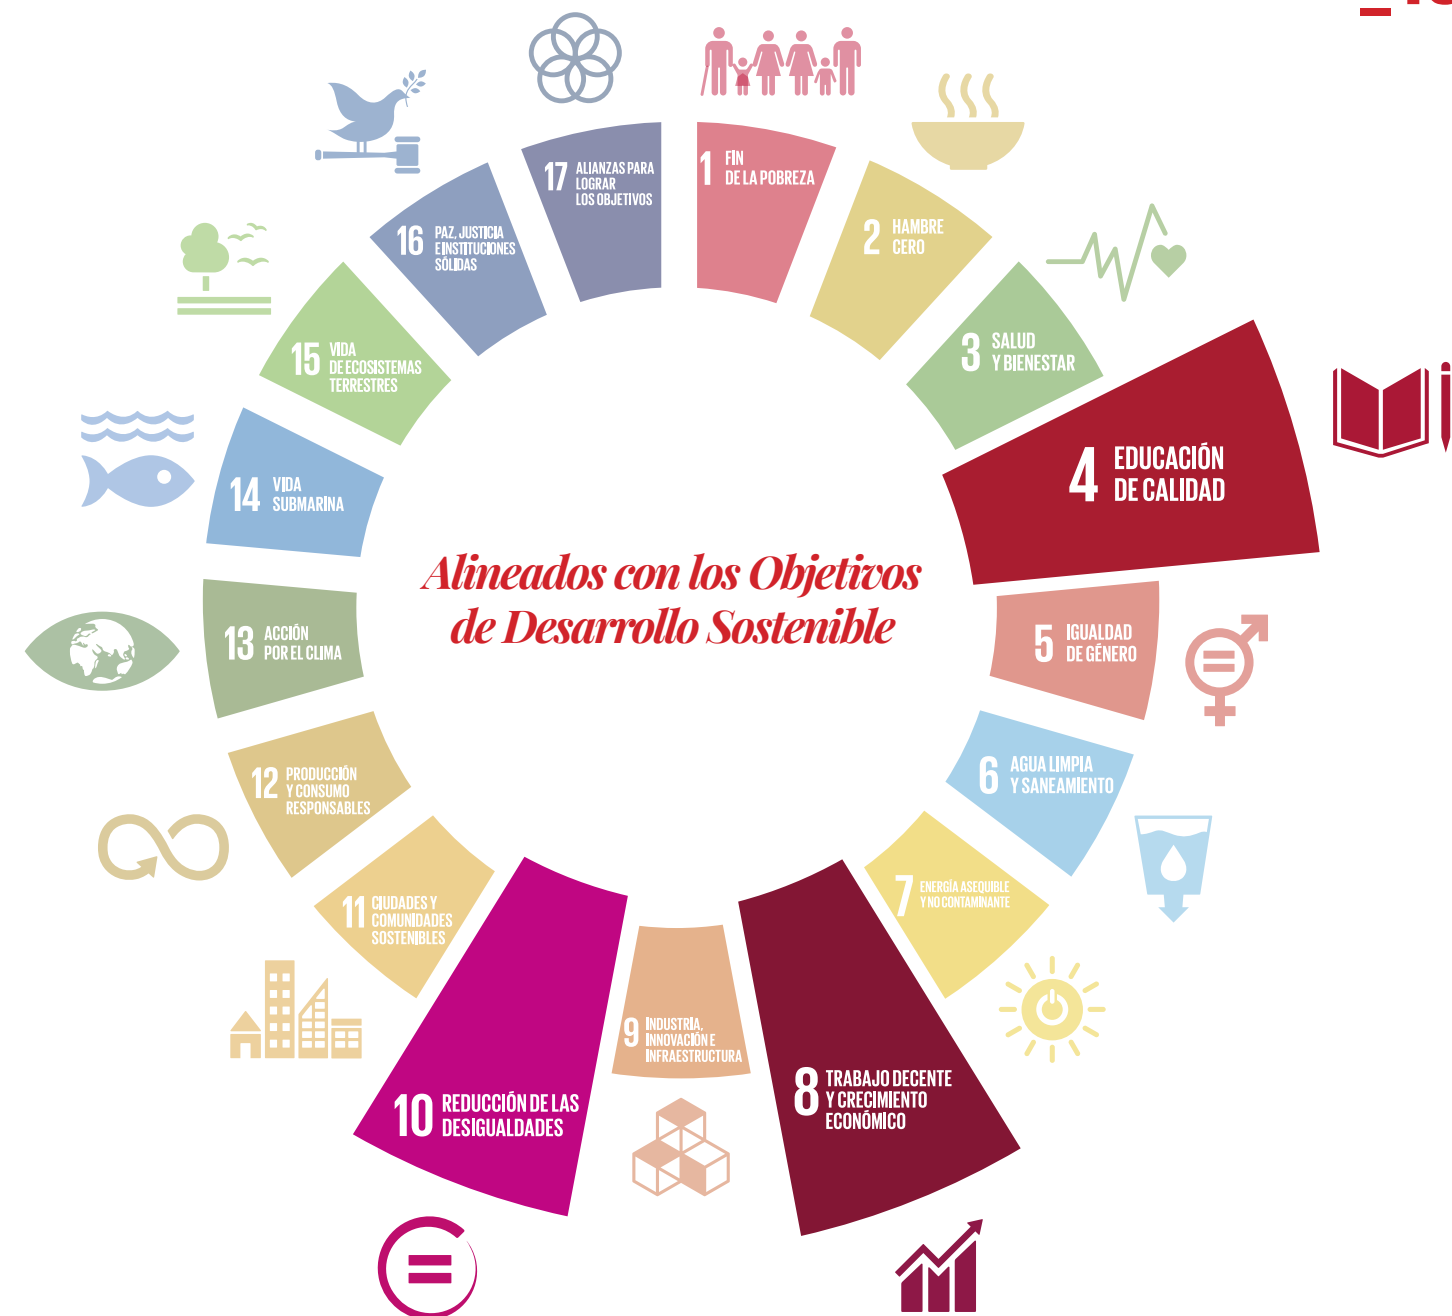 1 FIN
DE LA POBREZA
2 HAMBRE
CERO
3 SALUD
Y BIENESTAR
4 EDUCACIÓN
DE CALIDAD
5 IGUALDAD
DE GÉNERO
6 AGUA LIMPIA
Y SANEAMIENTO
7 ENERGÍA ASEQUIBLE
Y NO CONTAMINANTE
8 TRABAJO DECENTE
Y CRECIMIENTO
ECONÓMICO
9 INDUSTRIA,
INNOVACIÓN E
INFRAESTRUCTURA
10 REDUCCIÓN DE LAS
DESIGUALDADES
11 CIUDADES Y
COMUNIDADES
SOSTENIBLES
12 PRODUCCIÓN
Y CONSUMO
RESPONSABLES
13 ACCIÓN
POR EL CLIMA
14 VIDA
SUBMARINA
15 VIDA
DE ECOSISTEMAS
TERRESTRES
16 PAZ, JUSTICIA
E INSTITUCIONES
SÓLIDAS
17 ALIANZAS PARA
LOGRAR
LOS OBJETIVOS
Alineados con los Objetivos
de Desarrollo Sostenible